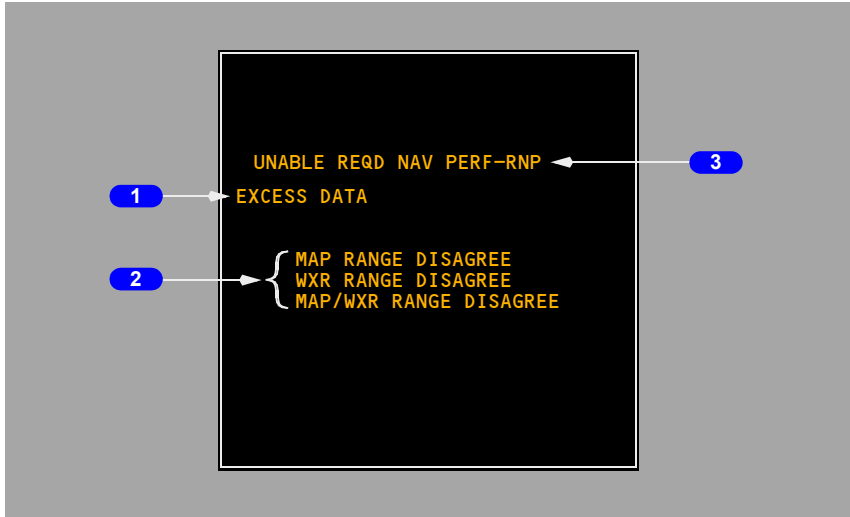 UNABLE REQD NAV PERF-RNP
3
1
EXCESS DATA
MAP RANGE DISAGREE
2
WXR RANGE DISAGREE
MAP/WXR RANGE DISAGREE